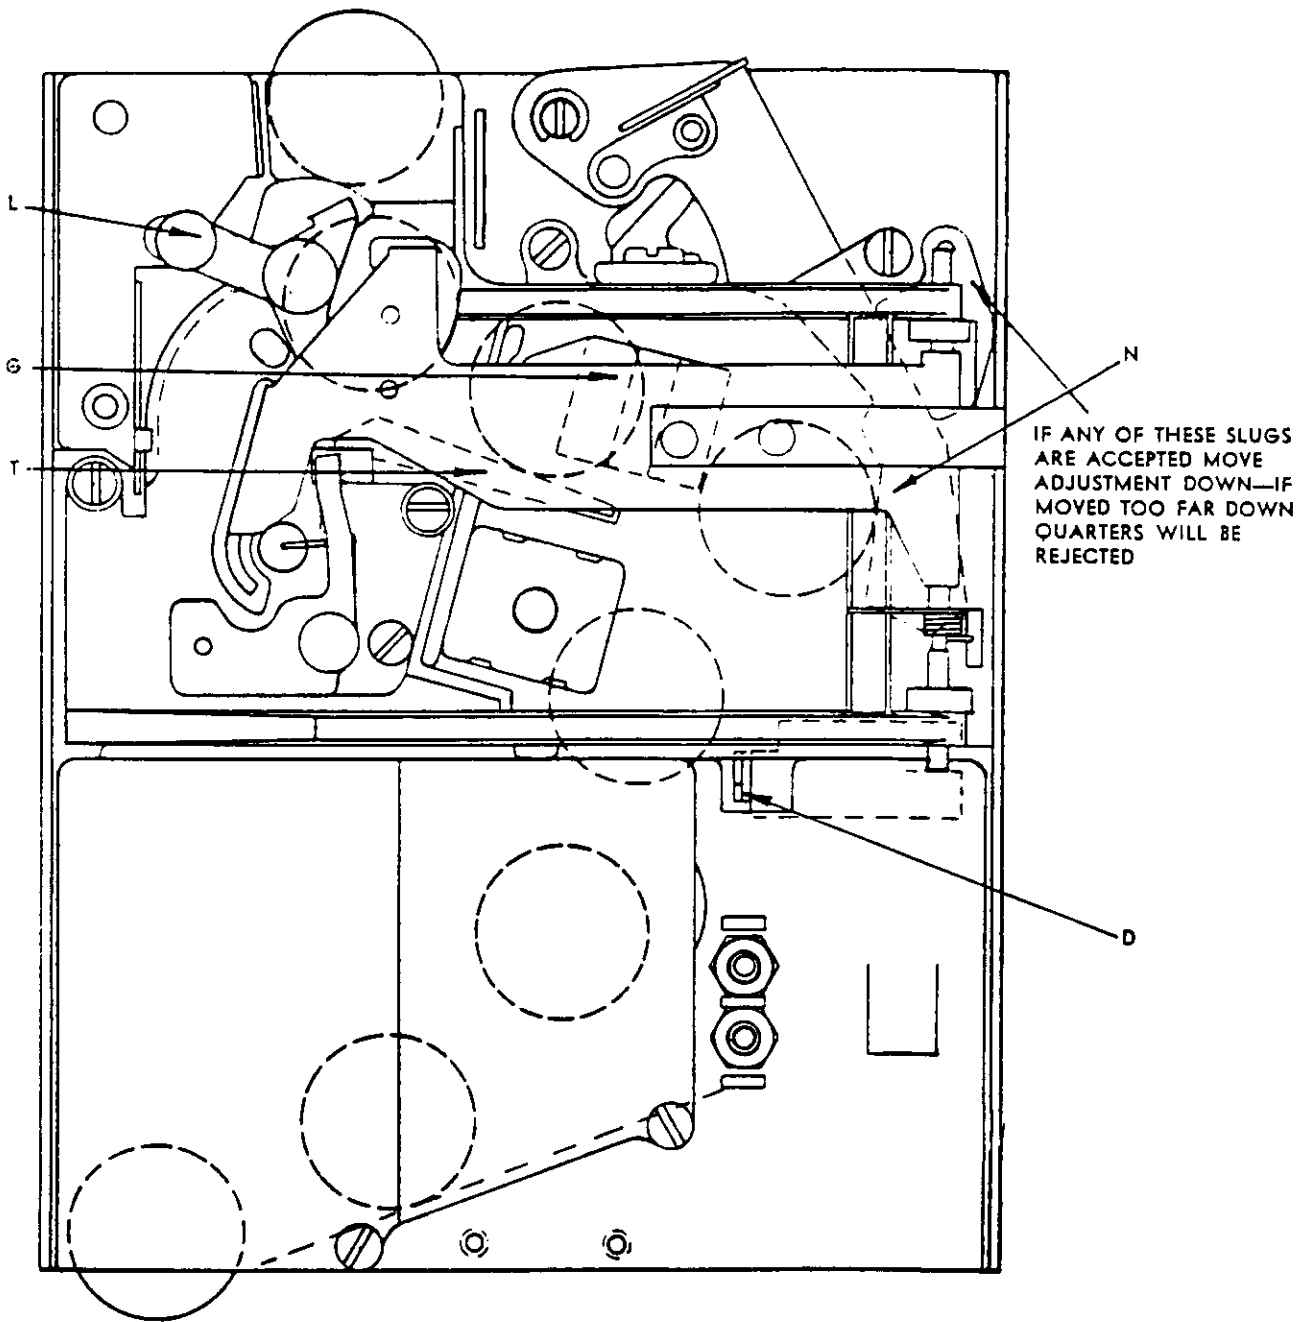 L
G
T
N
IF ANY OF THESE SLUGS
ARE ACCEPTED MOVE
ADJUSTMENT DOWN—IF
MOVED TOO FAR DOWN
QUARTERS WILL BE
REJECTED
D